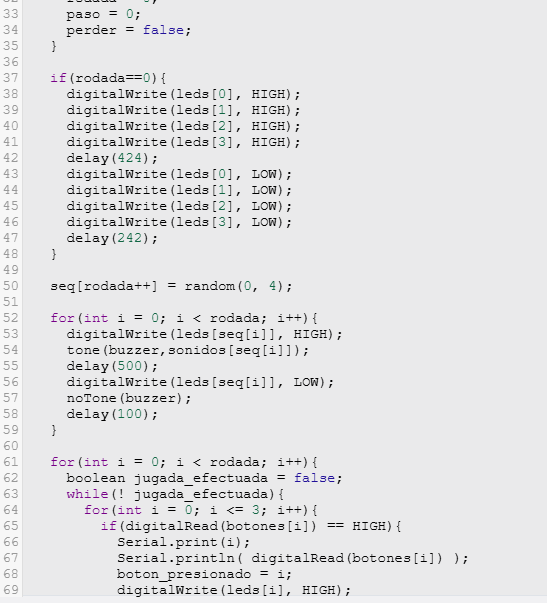 33 paso = 0;
34 perder = false;
35 }
36
37 if(rodada==0){
38 digitalWrite(leds[0], HIGH);
39 digitalWrite(leds[1], HIGH);
40 digitalWrite(leds[2], HIGH);
41 digitalWrite(leds[3], HIGH);
42 delay(424);
43 digitalWrite(leds[0], LOW);
44 digitalWrite(leds[1], LOW);
45 digitalWrite(leds[2], LOW);
46 digitalWrite(leds[3], LOW);
47 delay(242);
48 }
49
50 seq[rodada++] = random(0, 4);
51
52 for(int i = 0; i < rodada; i++){
53 digitalWrite(leds[seq[i]], HIGH);
54 tone(buzzer,sonidos[seq[i]]);
55 delay(500);
56 digitalWrite(leds[seq[i]], LOW);
57 noTone(buzzer);
58 delay(100);
59 }
60
61 for(int i = 0; i < rodada; i++){
62 boolean jugada_efectuada = false;
63 while(! jugada_efectuada){
64 for(int i = 0; i <= 3; i++){
65 if(digitalRead(botones[i]) == HIGH){
66 Serial.print(i);
67 Serial.println( digitalRead(botones[i]) );
68 boton_presionado = i;
69 digitalWrite(leds[i], HIGH);